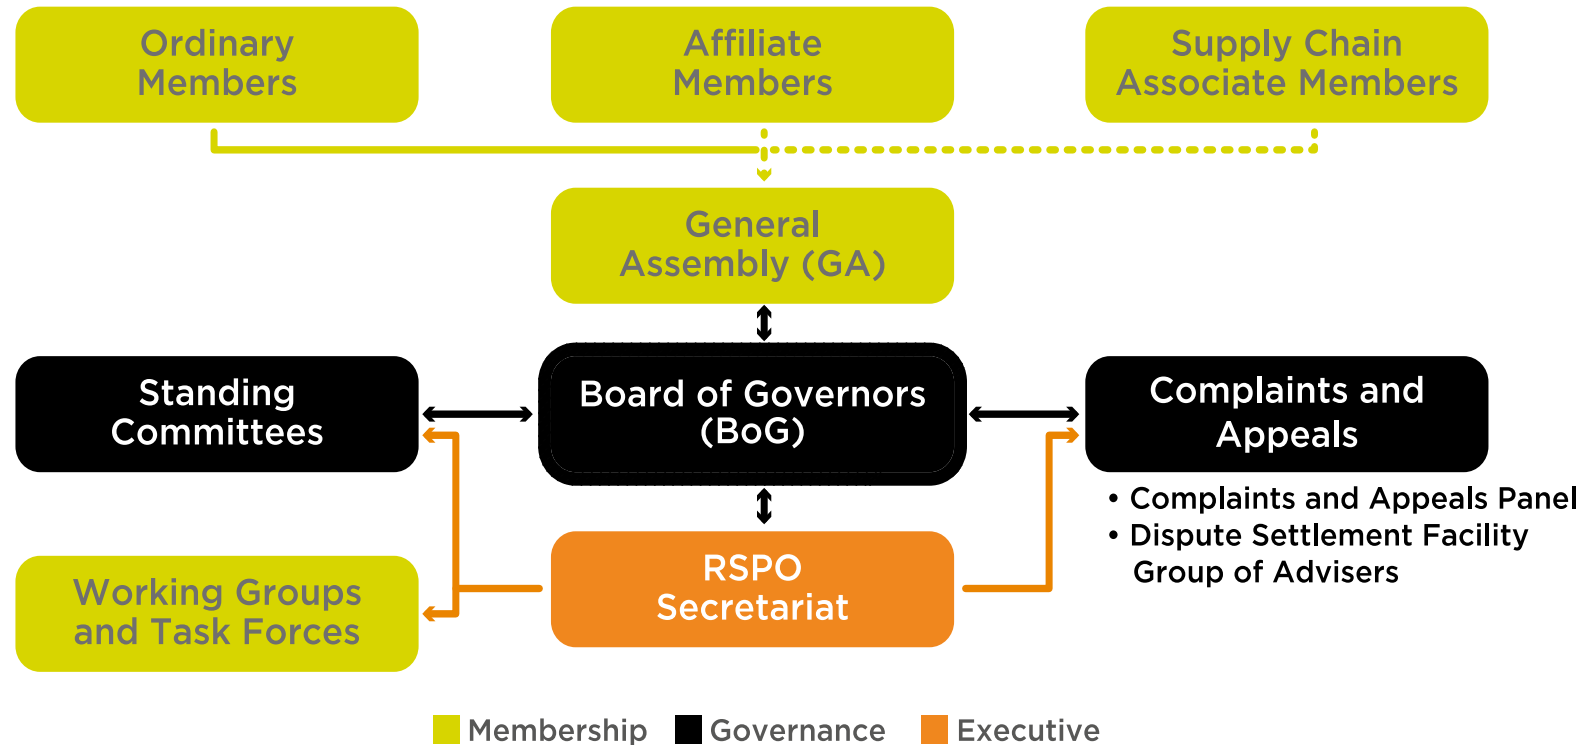 Ordinary
Members
Affiliate
Members
Supply Chain
Associate Members
General
Assembly (GA)
Standing
Committees
Board of Governors
(BoG)
Complaints and
Appeals
• Complaints and Appeals Panel
• Dispute Settlement Facility
Group of Advisers
Working Groups
and Task Forces
RSPO
Secretariat
Membership
Governance
Executive